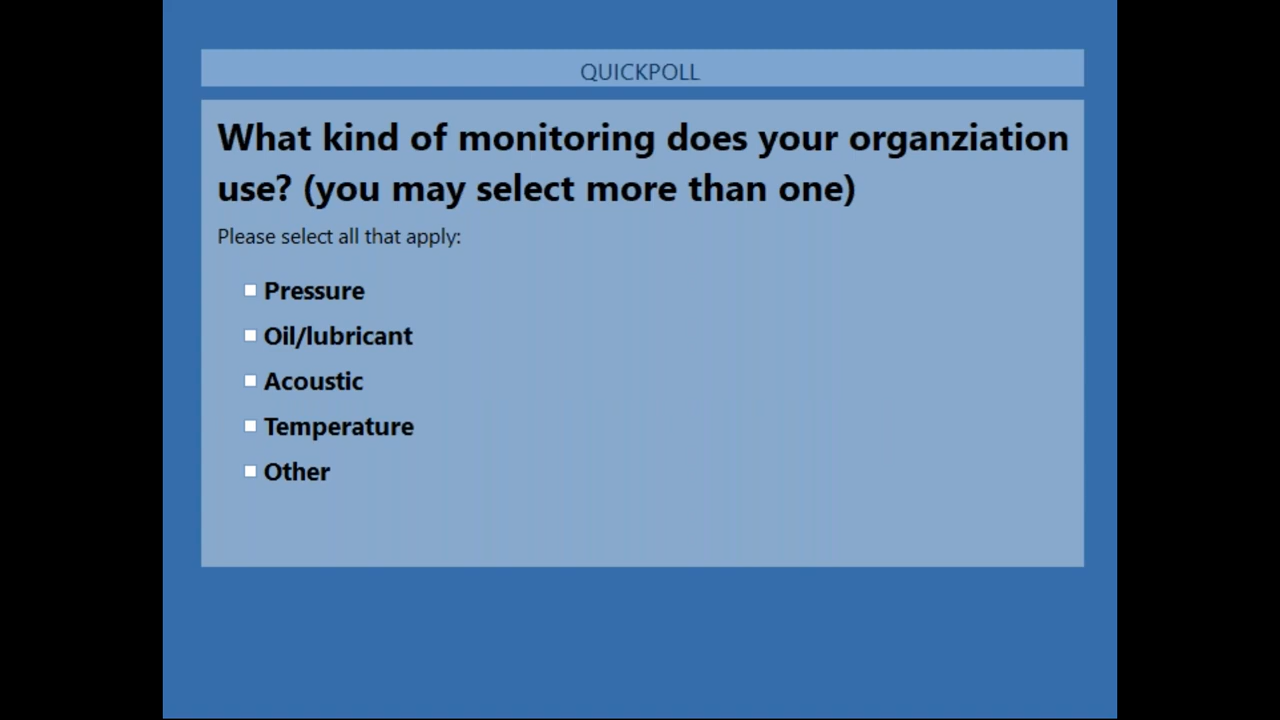 QUICKPOLL
What kind of monitoring does your organziation
use? (you may select more than one)
Please select all that apply:
Pressure
Oil/lubricant
Acoustic
Temperature
Other